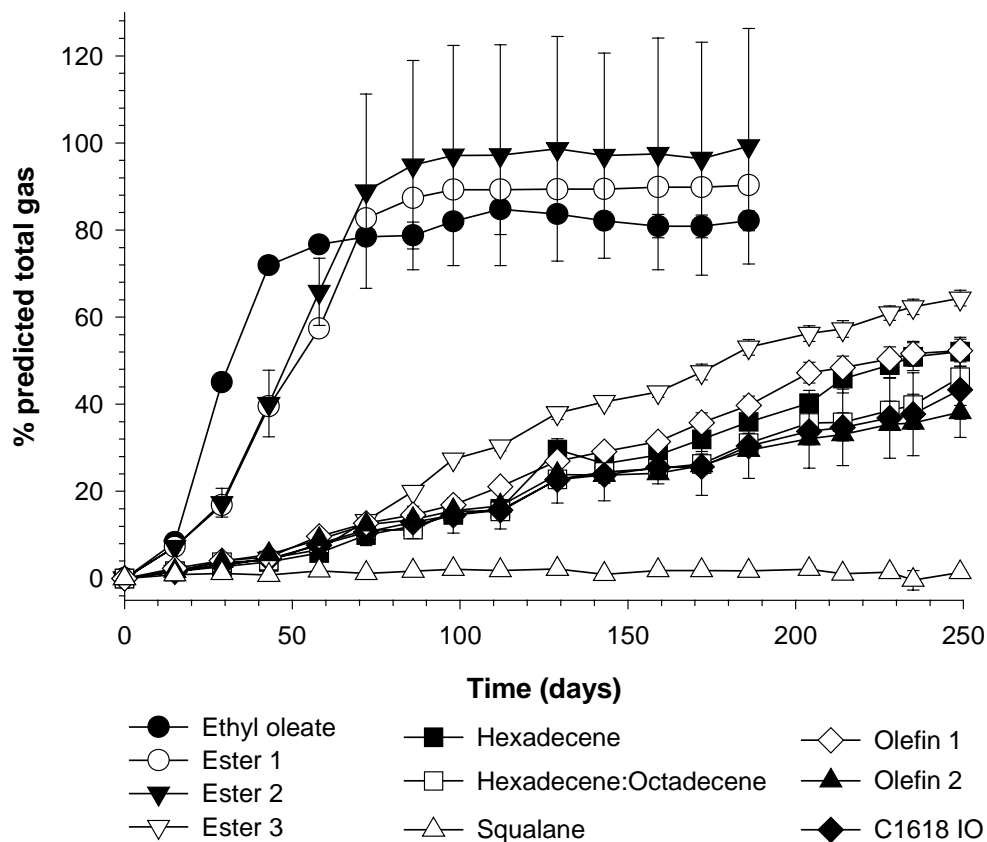 % predicted total gas
120
100
80
60
40
20
0
0 50 100 150 200 250
Time (days)
Ethyl oleate
Ester 1
Ester 2
Ester 3
Hexadecene
Hexadecene:Octadecene
Squalane
Olefin 1
Olefin 2
C1618 IO